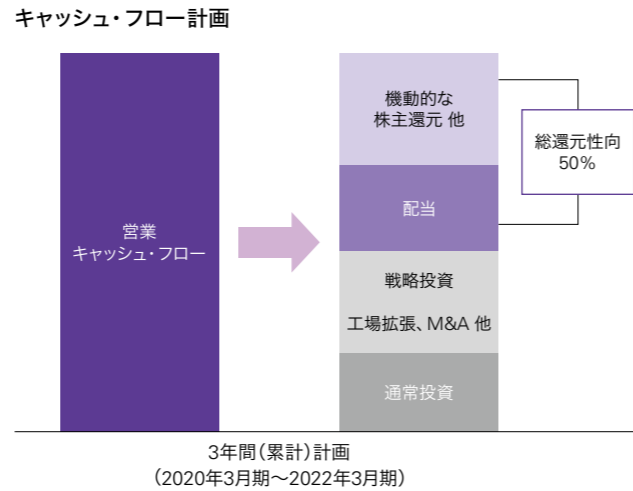 キャッシュ・フロー計画
営業
キャッシュ・フロー
機動的な
株主還元 他
配当
戦略投資
工場拡張、M&A 他
通常投資
総還元性向
50%
3年間(累計)計画
(2020年3月期～2022年3月期)